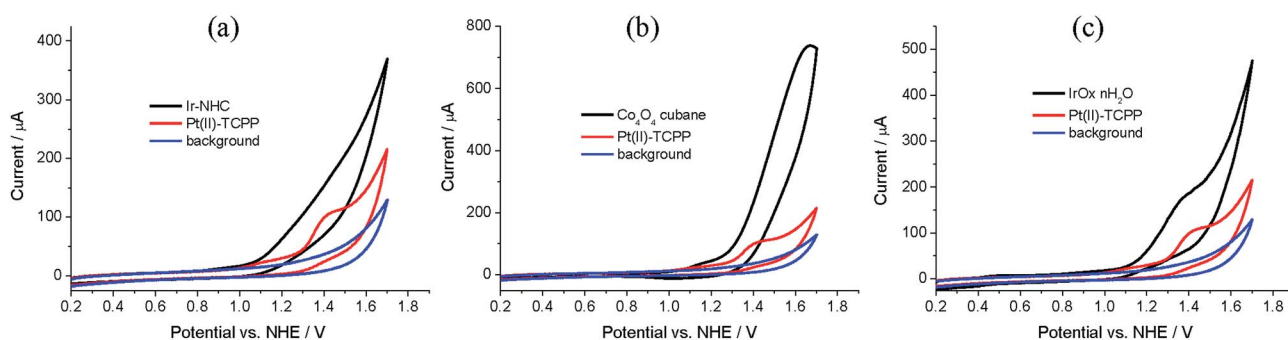 (a)
400
300
200
100
0
Current / µA
Ir-NHC
Pt(II)-TCPP
background
0.2 0.4 0.6 0.8 1.0 1.2 1.4 1.6 1.8
Potential vs. NHE / V
(b)
800
600
400
200
0
Current / µA
Co₄O₄ cubane
Pt(II)-TCPP
background
0.2 0.4 0.6 0.8 1.0 1.2 1.4 1.6 1.8
Potential vs. NHE / V
(c)
500
400
300
200
100
0
Current / µA
IrOx nH₂O
Pt(II)-TCPP
background
0.2 0.4 0.6 0.8 1.0 1.2 1.4 1.6 1.8
Potential vs. NHE / V